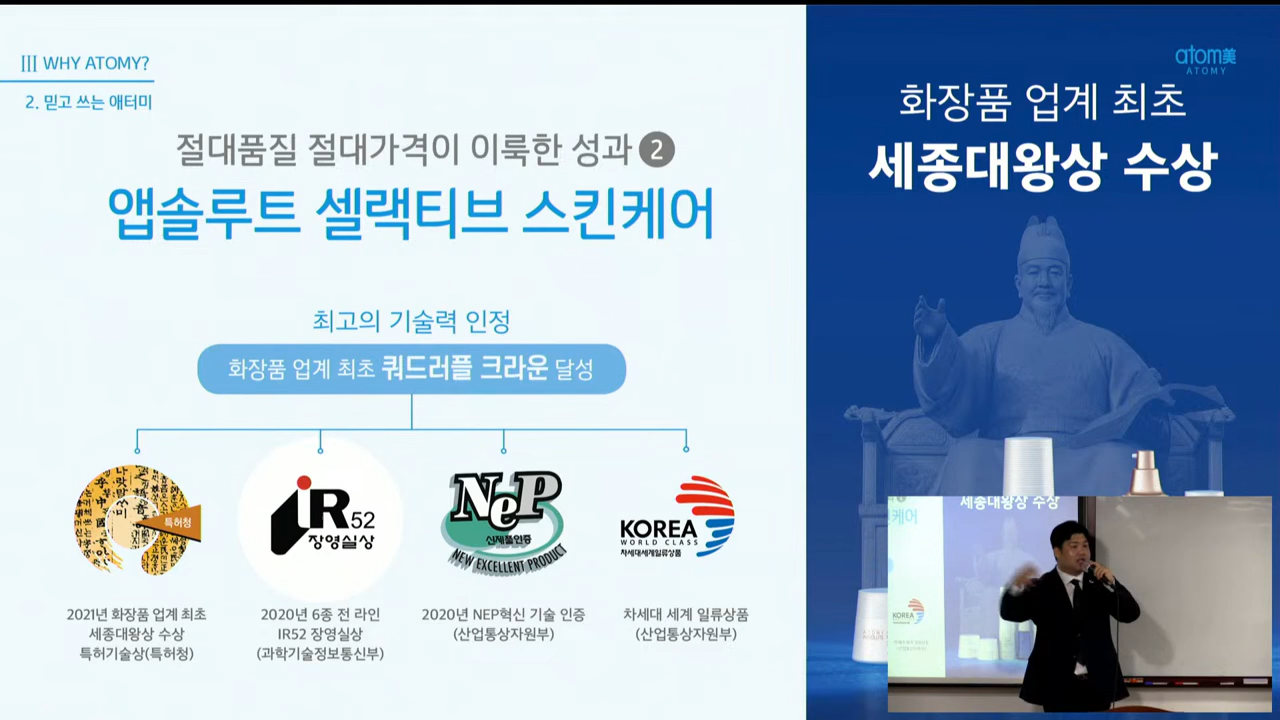 III WHY ATOMY?
2. 믿고 쓰는 애터미
절대품질 절대가격이 이룩한 성과 2
앱솔루트 셀랙티브 스킨케어
최고의 기술력 인정
화장품 업계 최초 쿼드러플 크라운 달성
특허청
2021년 화장품 업계 최초
세종대왕상 수상
특허기술상(특허청)
iR52
장영실상
2020년 6종 전 라인
IR52 장영실상
(과학기술정보통신부)
NeP
신제품인증
NEW EXCELLENT PRODUCT
2020년 NEP혁신 기술 인증
(산업통상자원부)
KOREA
WORLD CLASS
차세대세계일류상품
차세대 세계 일류상품
(산업통상자원부)
atom美
ATOMY
화장품 업계 최초
세종대왕상 수상
세종대왕상 수상
케어
KOREA